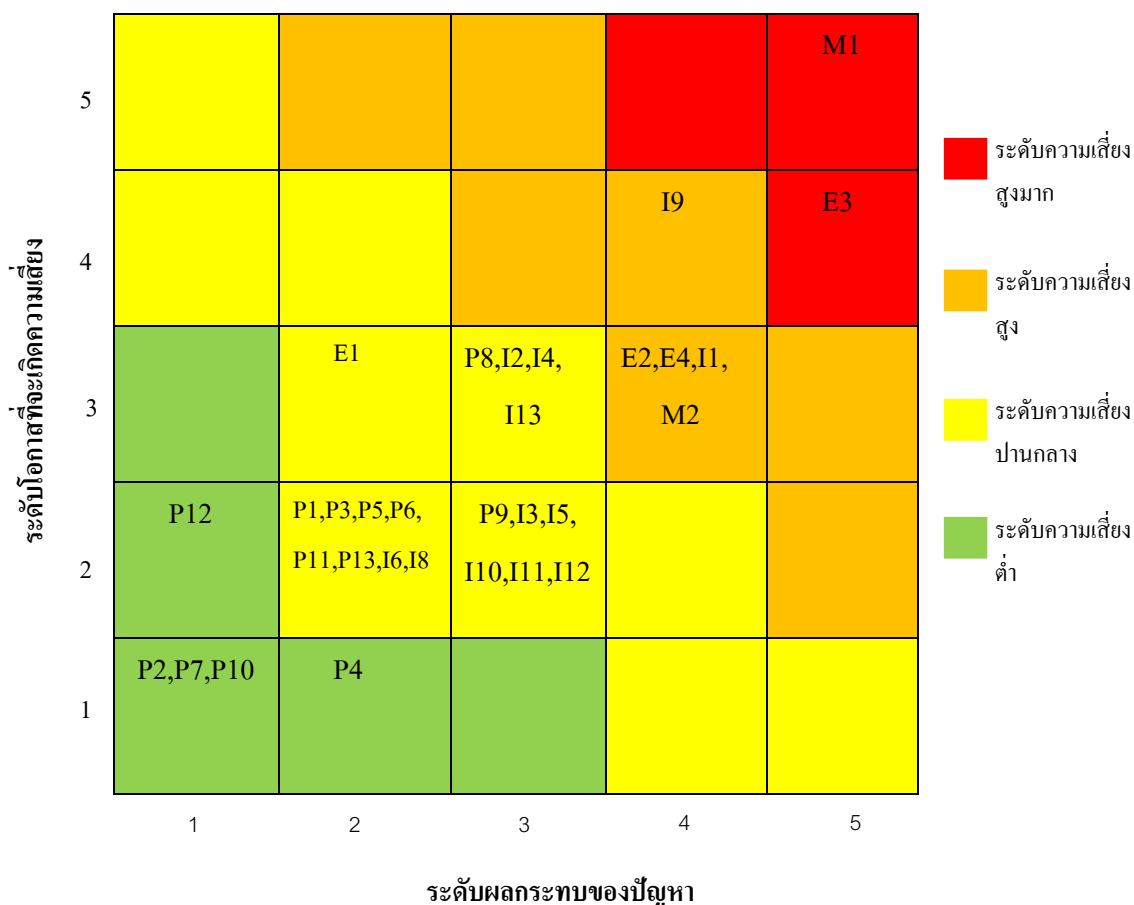 M1
5
ระดับความเสี่ยง
สูงมาก
I9
E3
4
ระดับความเสี่ยง
สูง
ระดับโอกาสที่จะเกิดความเสี่ยง
E1
P8,I2,I4,
I13
E2,E4,I1,
M2
3
ระดับความเสี่ยง
ปานกลาง
P12
P1,P3,P5,P6,
P11,P13,I6,I8
P9,I3,I5,
I10,I11,I12
2
ระดับความเสี่ยง
ต่ำ
P2,P7,P10
P4
1
1 2 3 4 5
ระดับผลกระทบของปัญหา